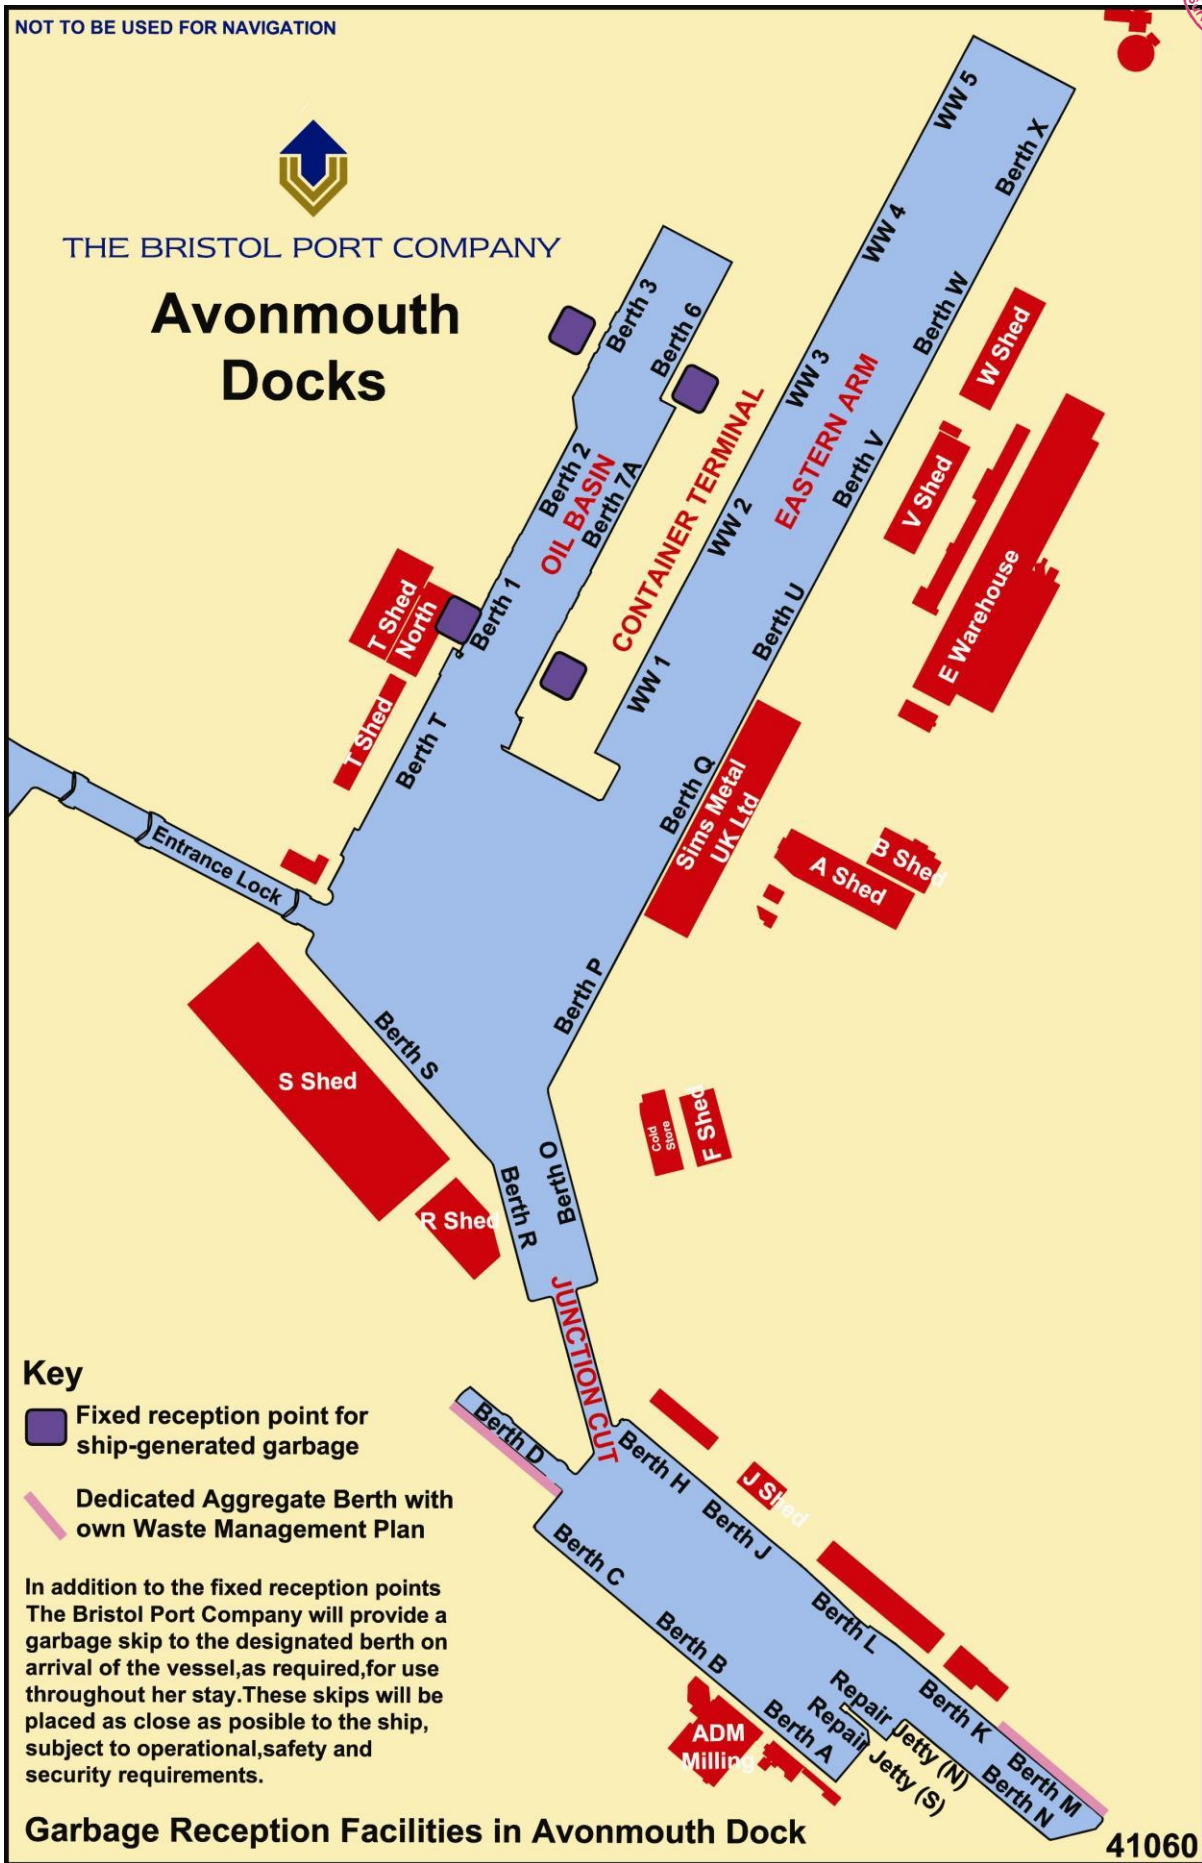 NOT TO BE USED FOR NAVIGATION
THE BRISTOL PORT COMPANY
Avonmouth
Docks
WW 5
Berth X
WW 4
Berth W
Berth 3
Berth 6
WW 3
EASTERN ARM
W Shed
CONTAINER TERMINAL
Berth 2
OIL BASIN
Berth 7A
WW 2
Berth V
V Shed
E Warehouse
T Shed
North
Berth 1
Berth U
WW 1
T Shed
Berth T
Berth Q
Sims Metal
UK Ltd
Entrance Lock
A Shed
B Shed
Berth P
Berth S
S Shed
Cold
Store
F Shed
Berth O
Berth R
R Shed
JUNCTION CUT
Berth D
Berth H
J Shed
Berth J
Berth C
Berth L
Berth B
Berth K
Repair Jetty (N)
Repair Jetty (S)
Berth A
ADM
Milling
Berth M
Berth N
Key
Fixed reception point for
ship-generated garbage
Dedicated Aggregate Berth with
own Waste Management Plan
In addition to the fixed reception points
The Bristol Port Company will provide a
garbage skip to the designated berth on
arrival of the vessel,as required,for use
throughout her stay.These skips will be
placed as close as posible to the ship,
subject to operational,safety and
security requirements.
Garbage Reception Facilities in Avonmouth Dock
41060